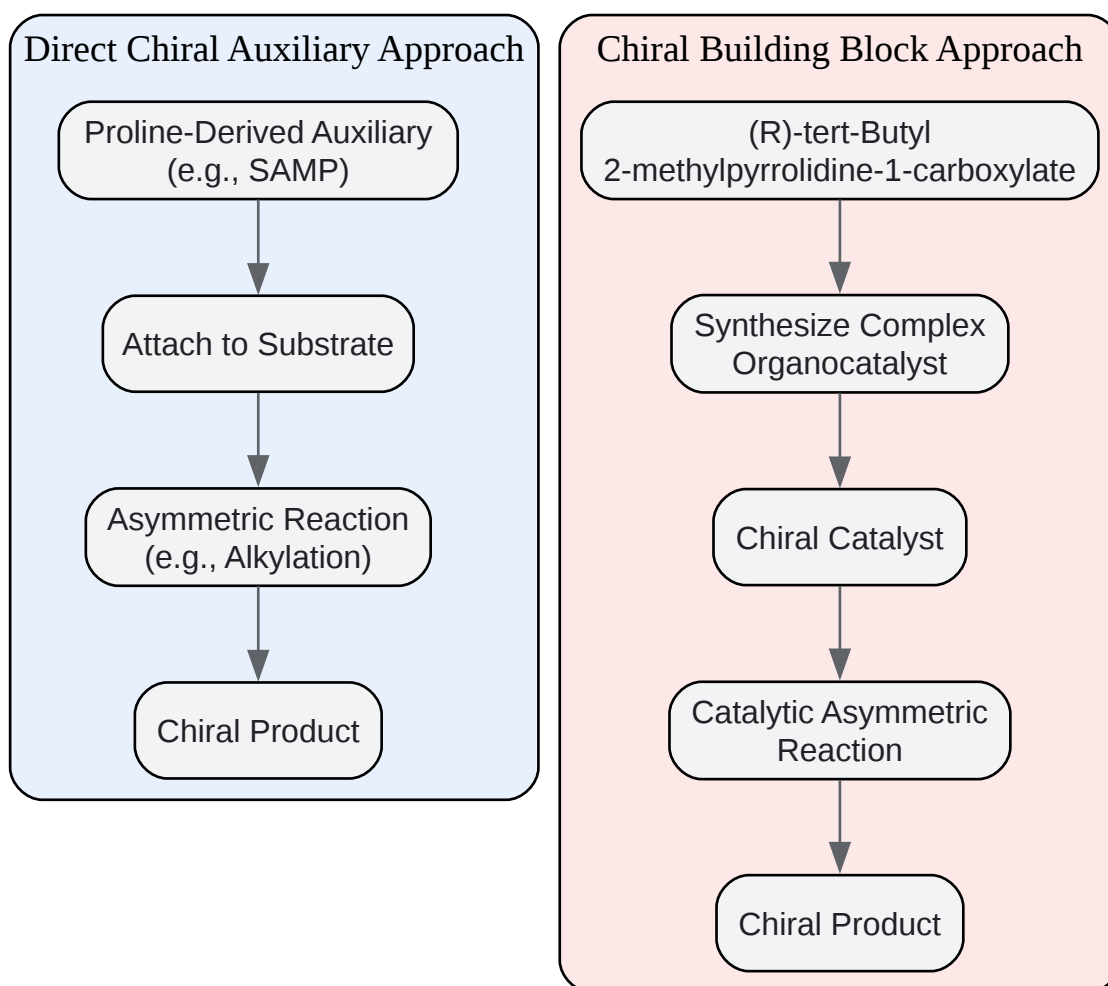 Direct Chiral Auxiliary Approach
Proline-Derived Auxiliary
(e.g., SAMP)
Attach to Substrate
Asymmetric Reaction
(e.g., Alkylation)
Chiral Product
Chiral Building Block Approach
(R)-tert-Butyl
2-methylpyrrolidine-1-carboxylate
Synthesize Complex
Organocatalyst
Chiral Catalyst
Catalytic Asymmetric
Reaction
Chiral Product